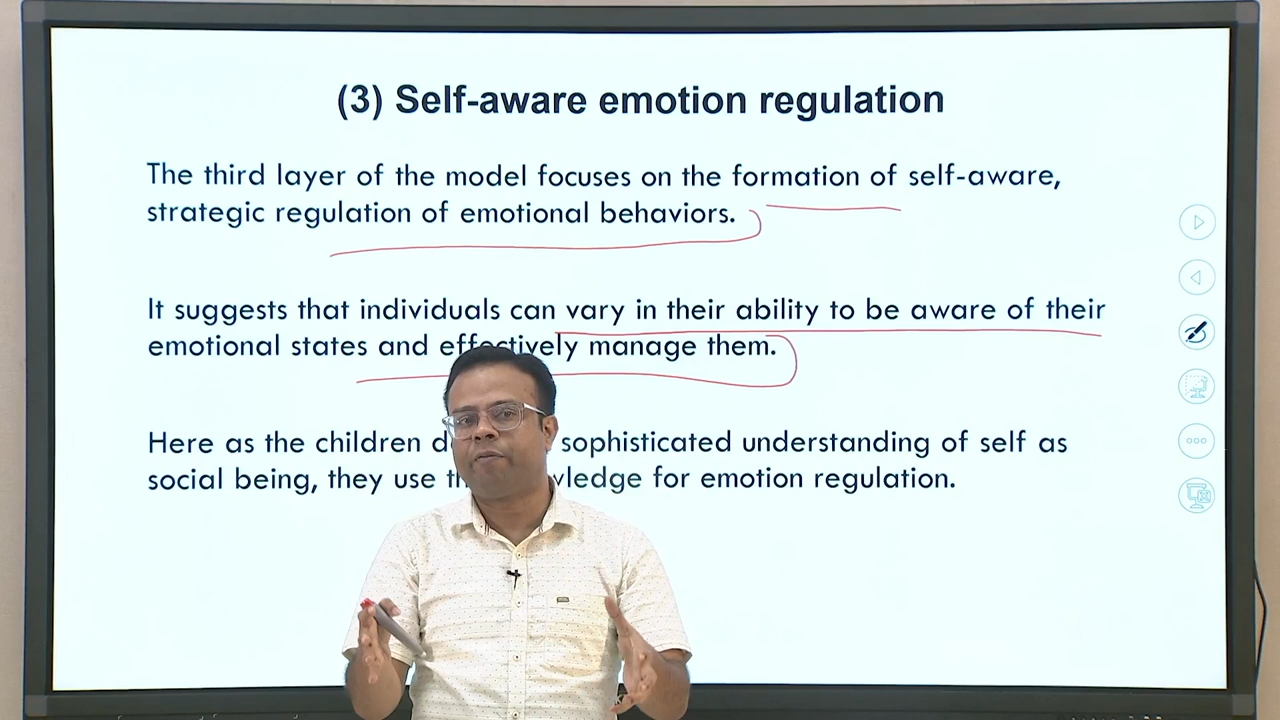 (3) Self-aware emotion regulation
The third layer of the model focuses on the formation of self-aware,
strategic regulation of emotional behaviors.
It suggests that individuals can vary in their ability to be aware of their
emotional states and effectively manage them.
Here as the children sophisticated understanding of self as
social being, they use for emotion regulation.